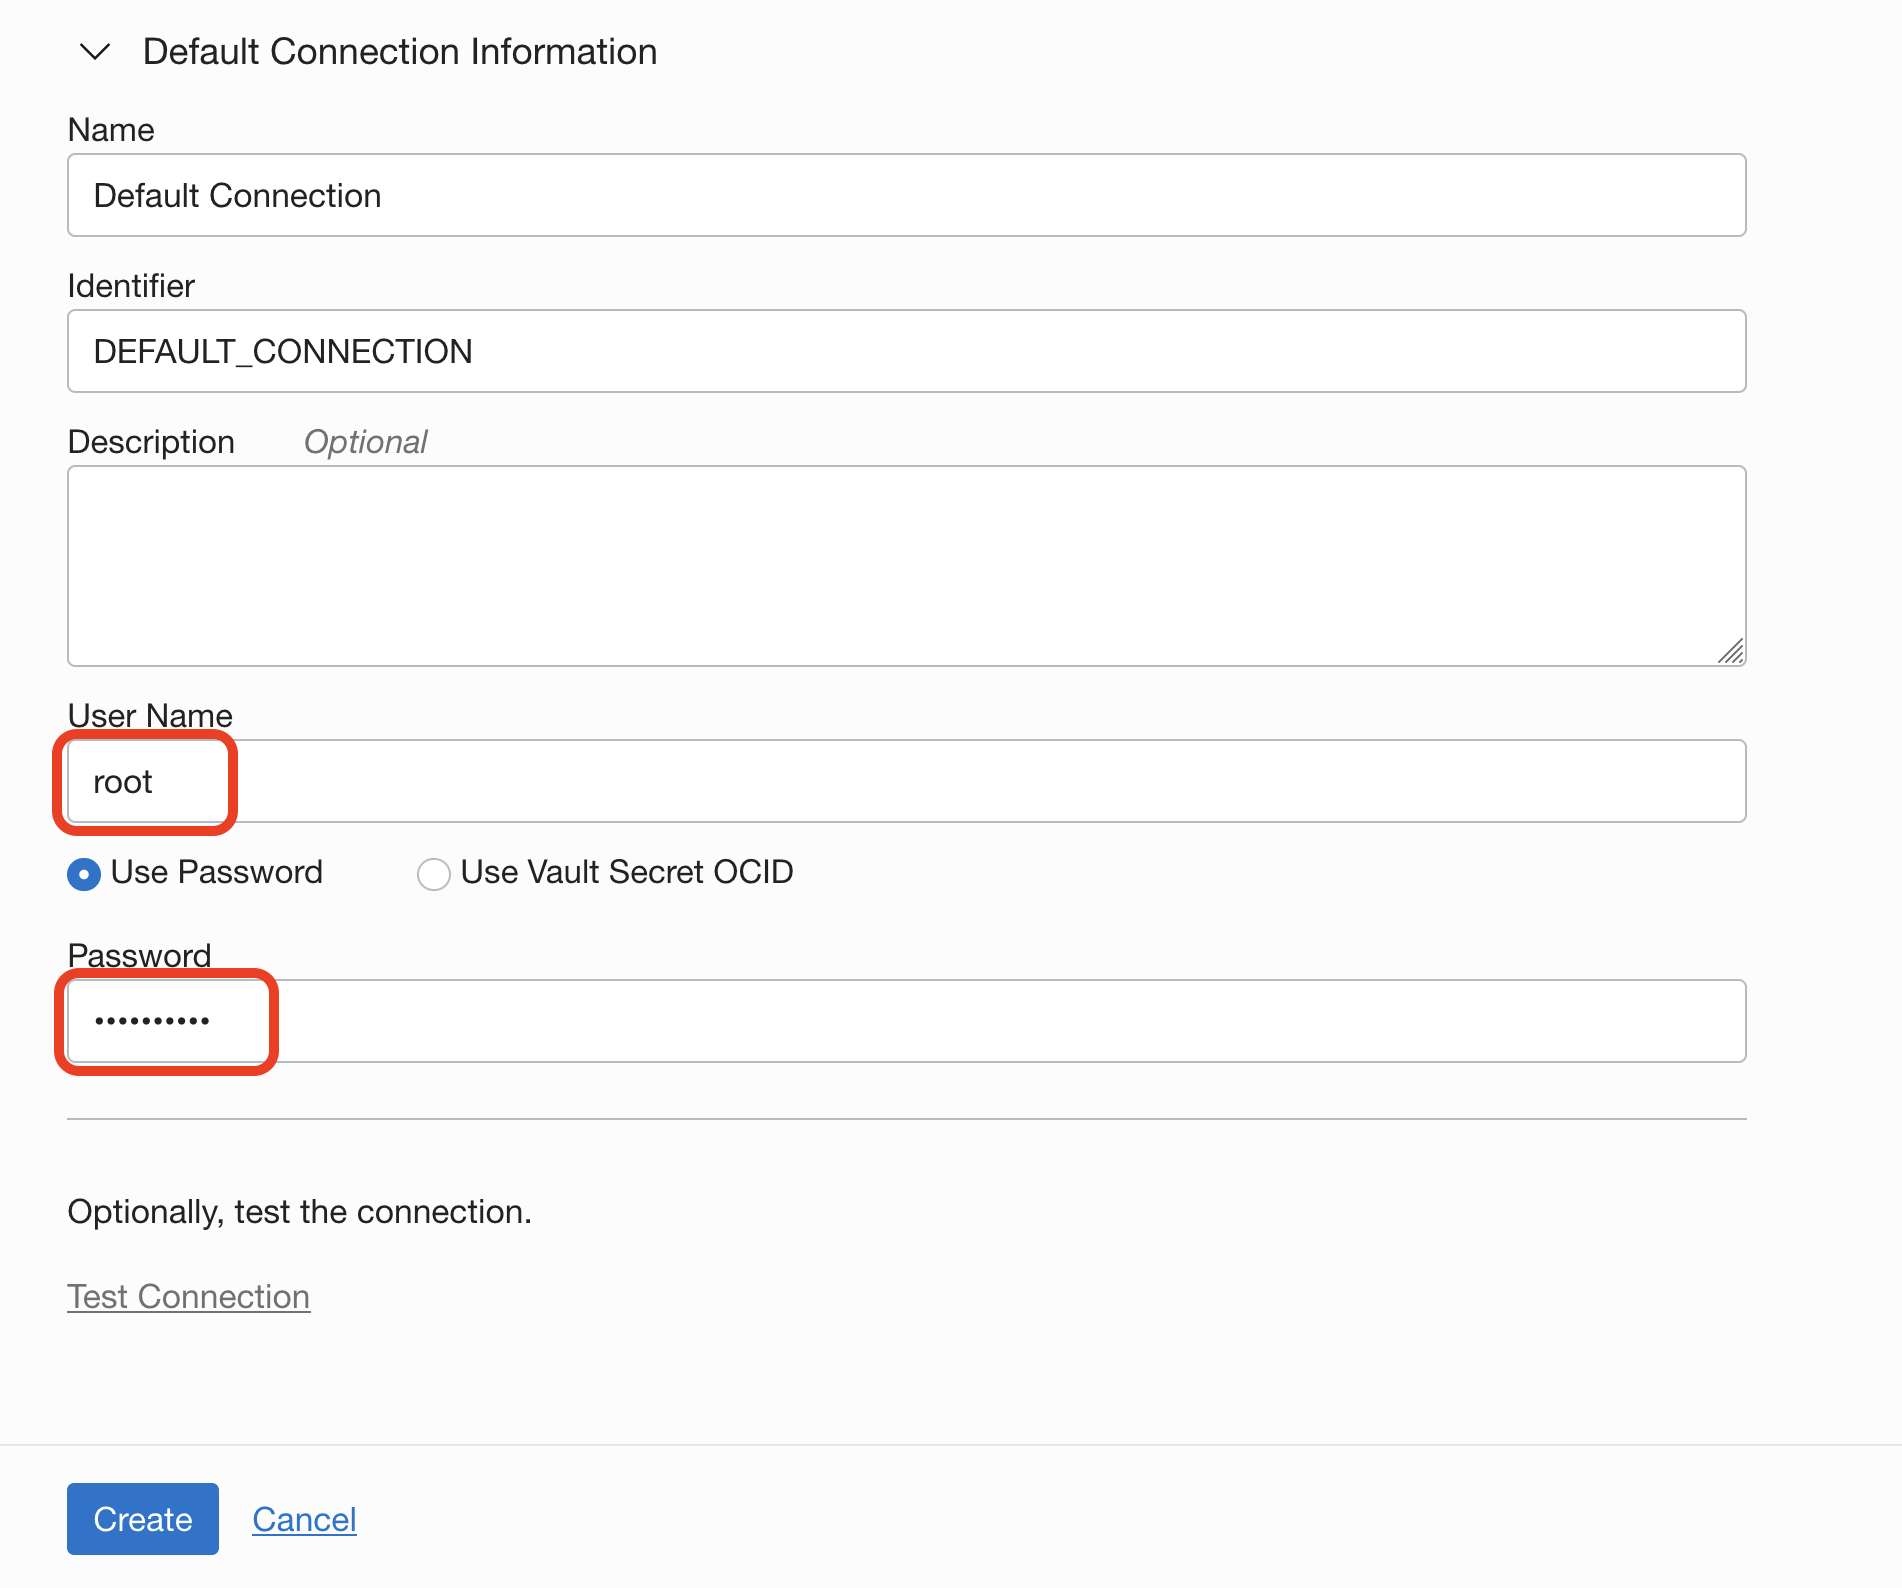 Default Connection Information
Name
Default Connection
Identifier
DEFAULT_CONNECTION
Description Optional
User Name
root
Use Password Use Vault Secret OCID
Password
••••••••••
Optionally, test the connection.
Test Connection
Create Cancel